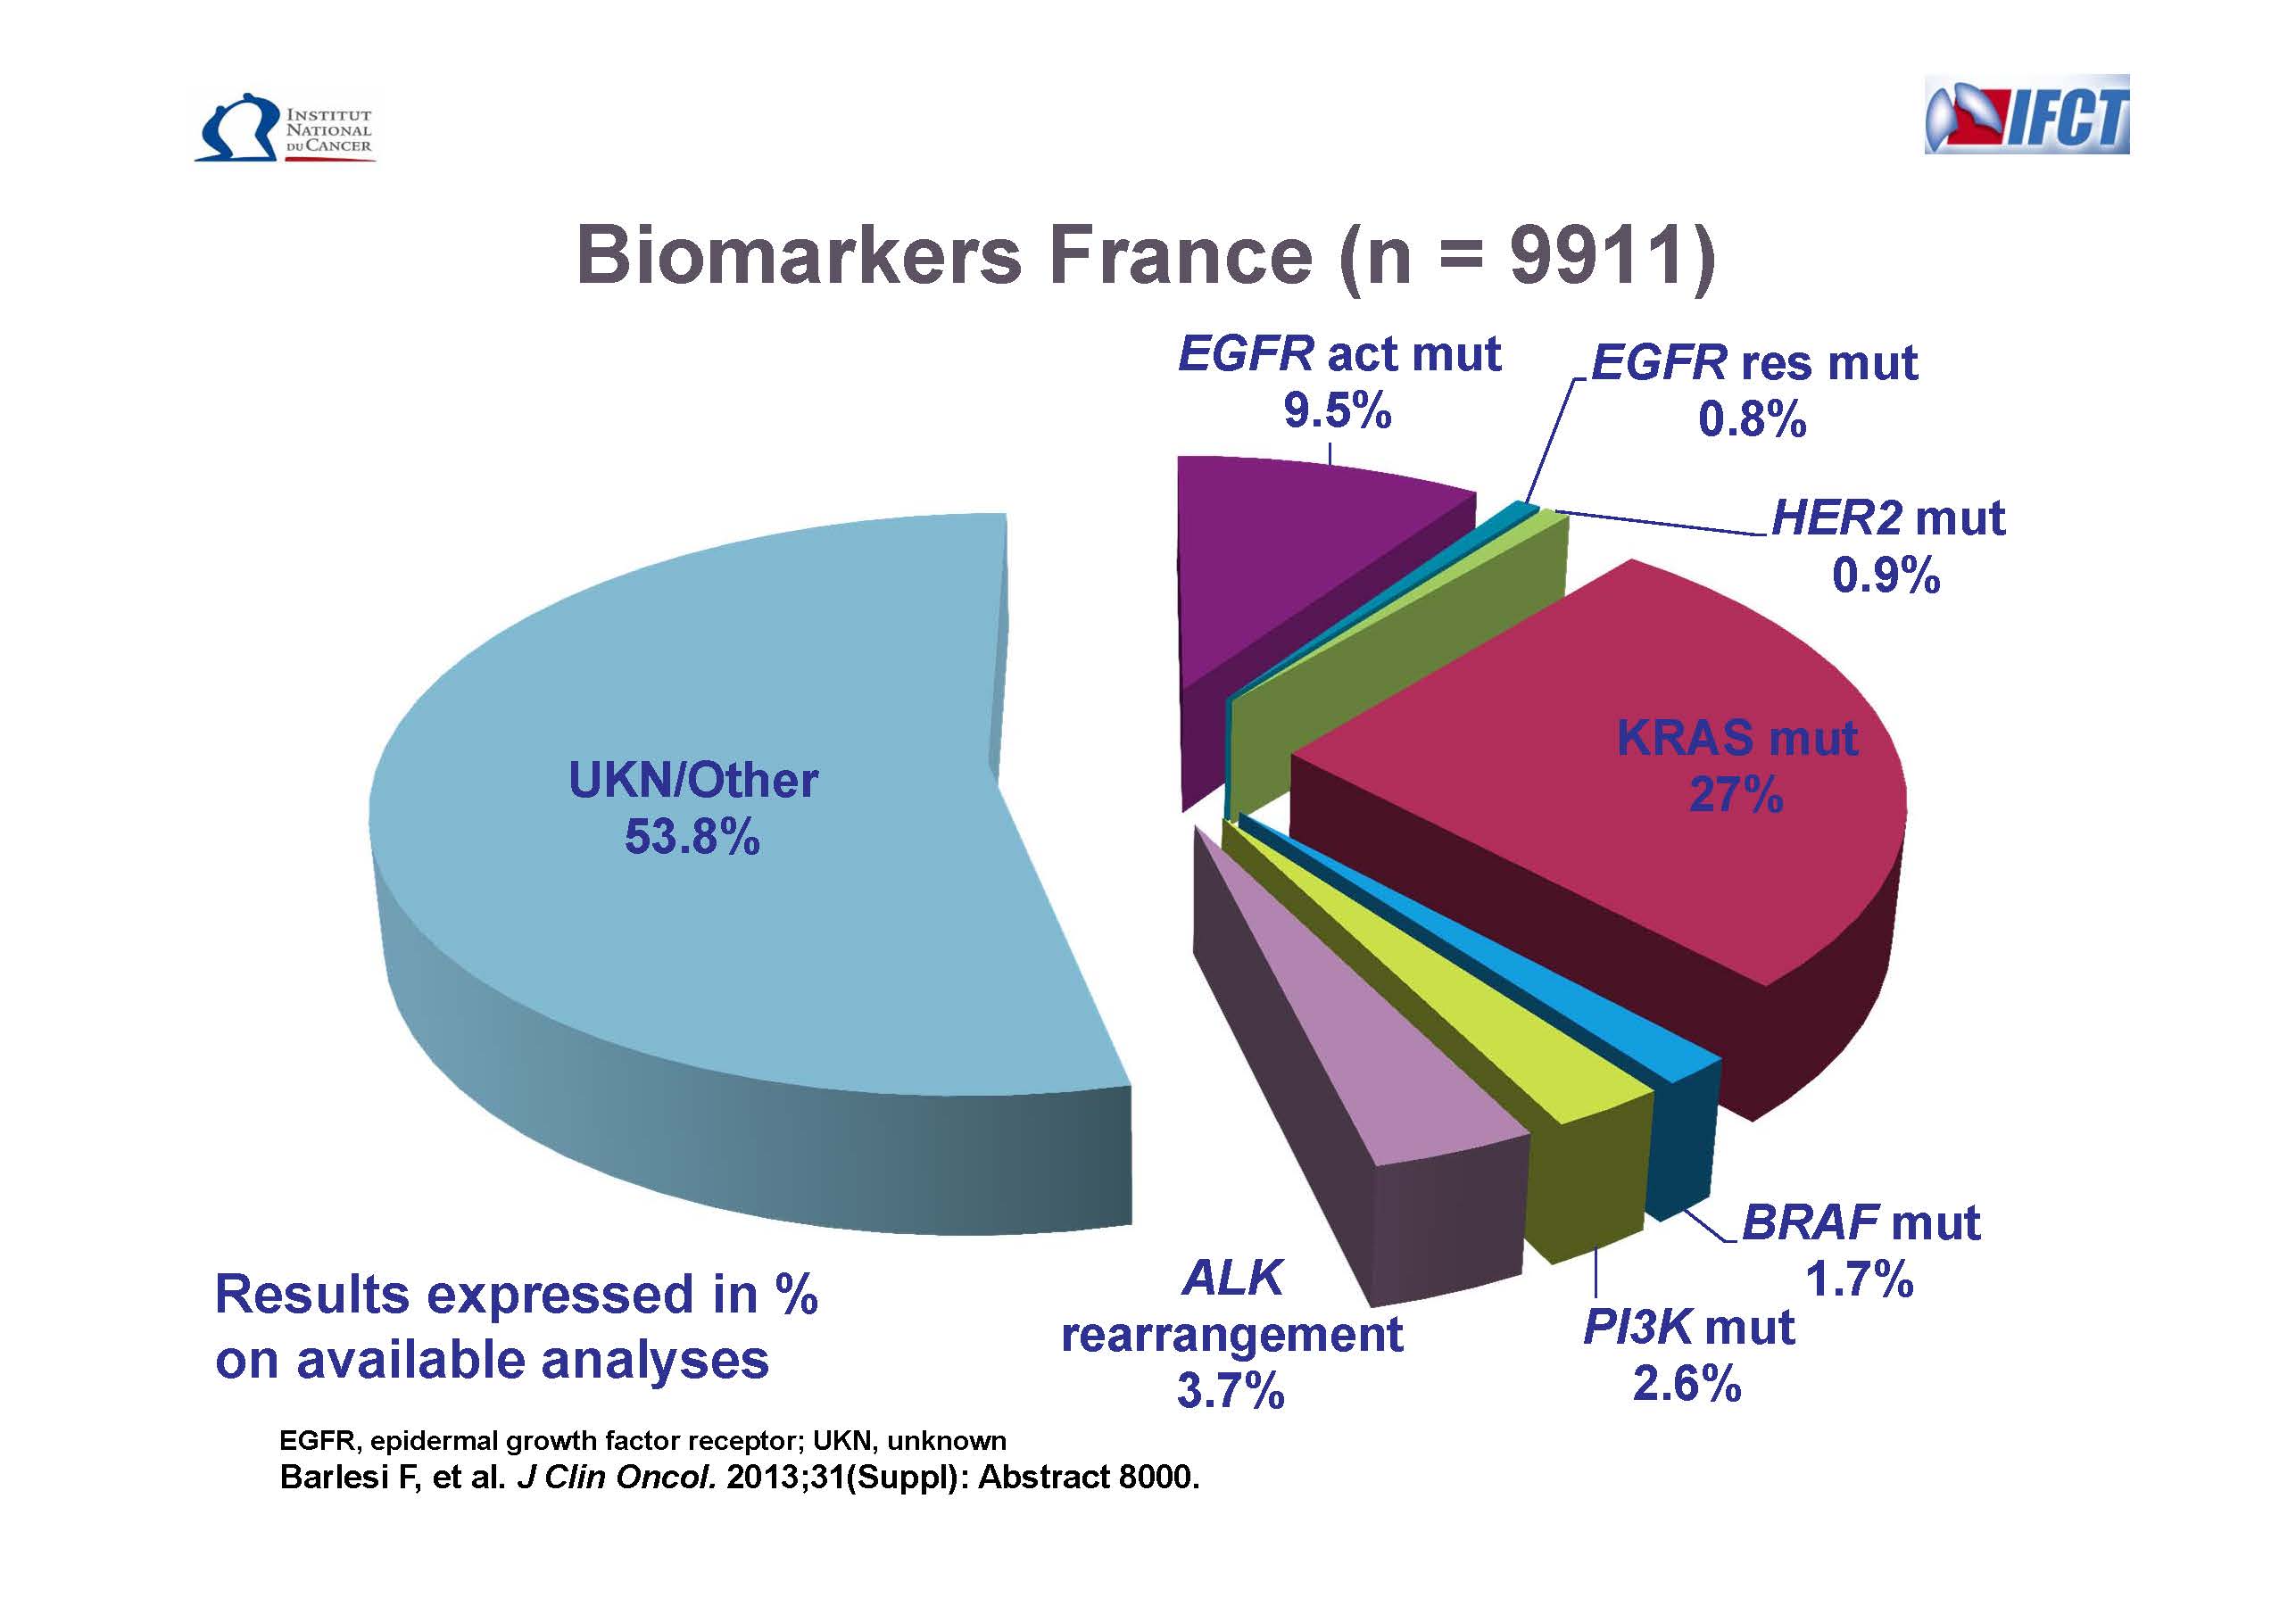 INSTITUT
NATIONAL
DU CANCER
IFCT
Biomarkers France (n = 9911)
EGFR act mut
9.5%
EGFR res mut
0.8%
HER2 mut
0.9%
KRAS mut
27%
UKN/Other
53.8%
BRAF mut
1.7%
PI3K mut
2.6%
ALK
rearrangement
3.7%
Results expressed in %
on available analyses
EGFR, epidermal growth factor receptor; UKN, unknown
Barlesi F, et al. J Clin Oncol. 2013;31(Suppl): Abstract 8000.